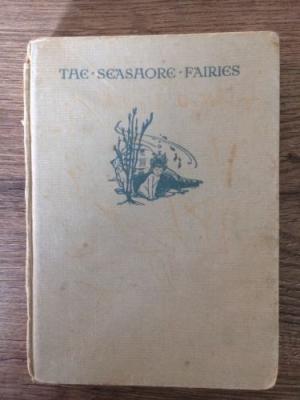 THE · SEASHORE · FAIRIES